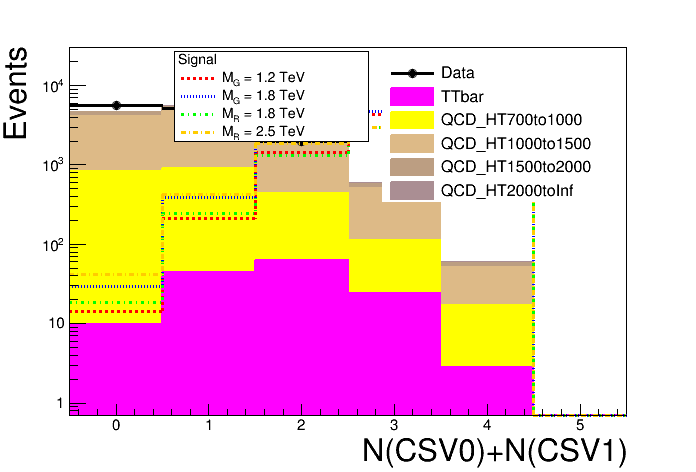 Events
10^4
10^3
10^2
10
1
Signal
M_G = 1.2 TeV
M_G = 1.8 TeV
M_R = 1.8 TeV
M_R = 2.5 TeV
Data
TTbar
QCD_HT700to1000
QCD_HT1000to1500
QCD_HT1500to2000
QCD_HT2000toInf
0 1 2 3 4 5
N(CSV0)+N(CSV1)